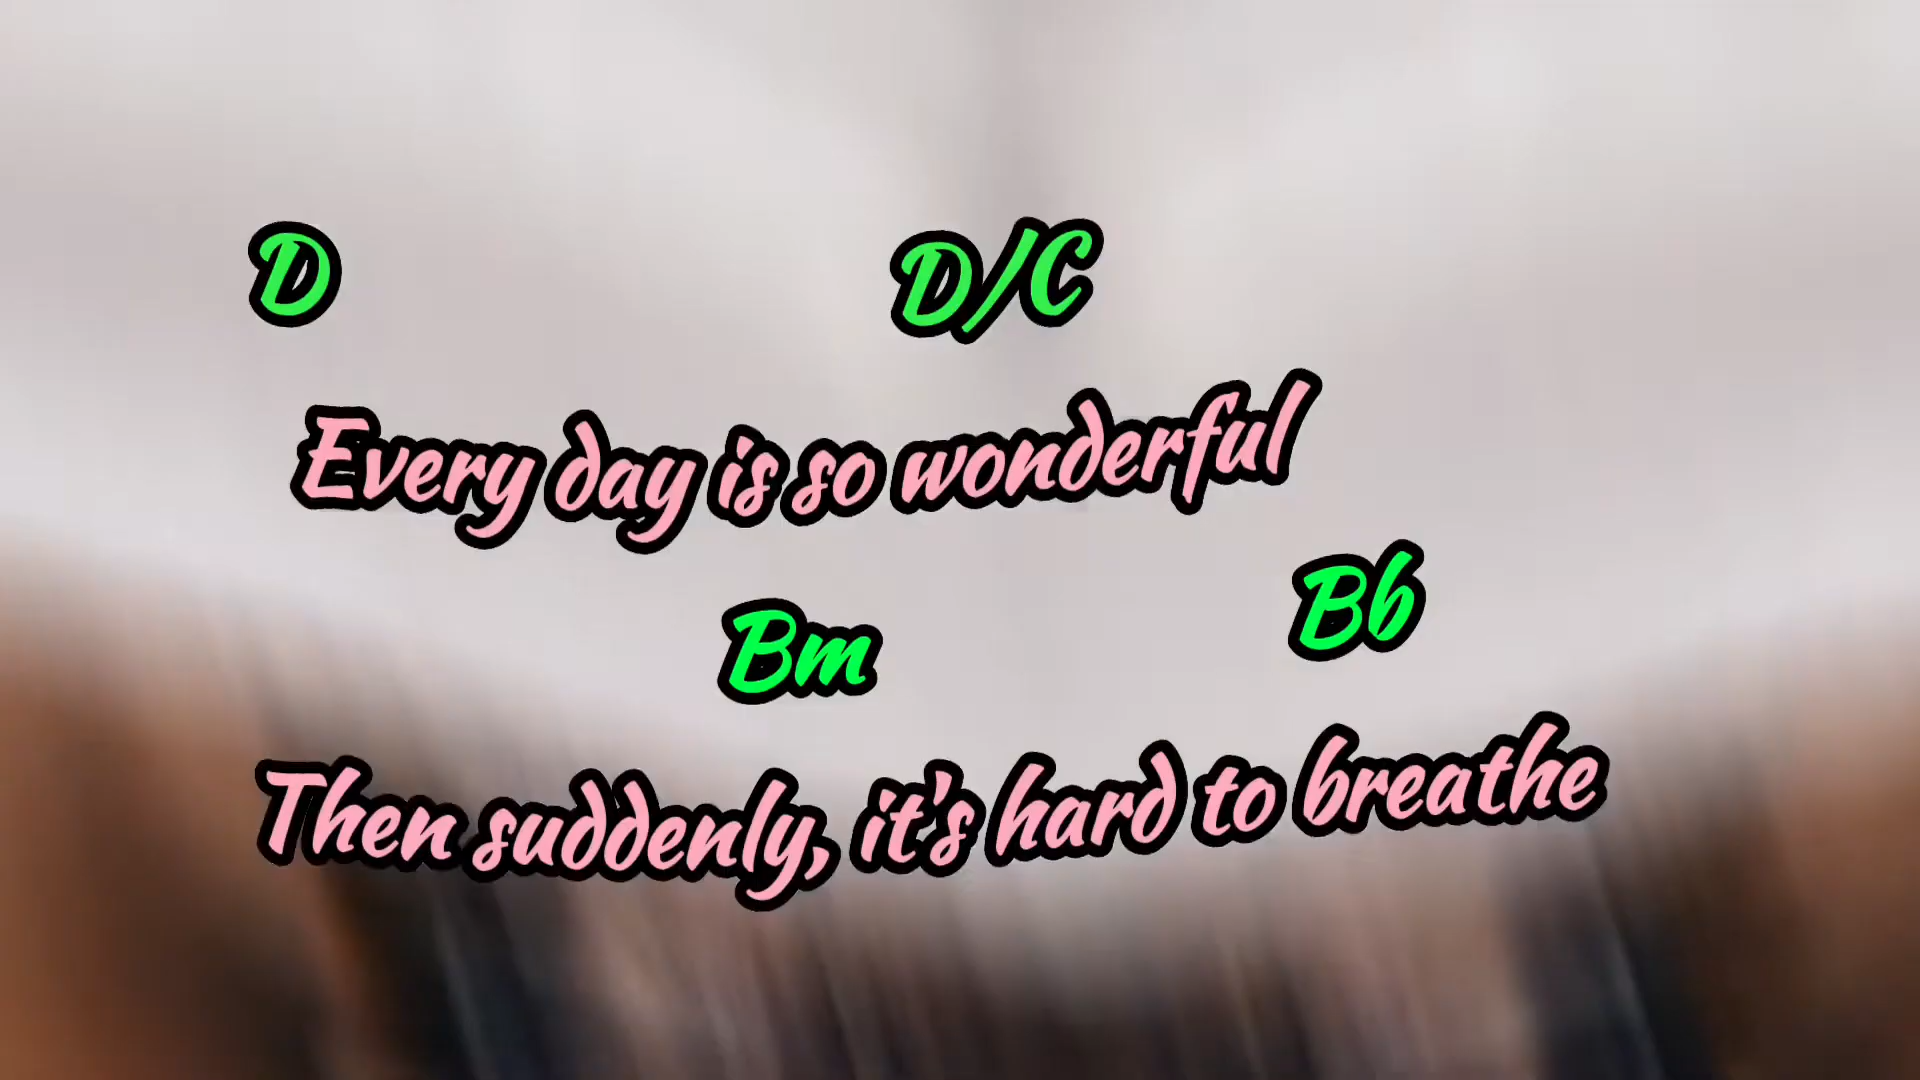 D D/C
Every day is so wonderful
Bm Bb
Then suddenly, it's hard to breathe